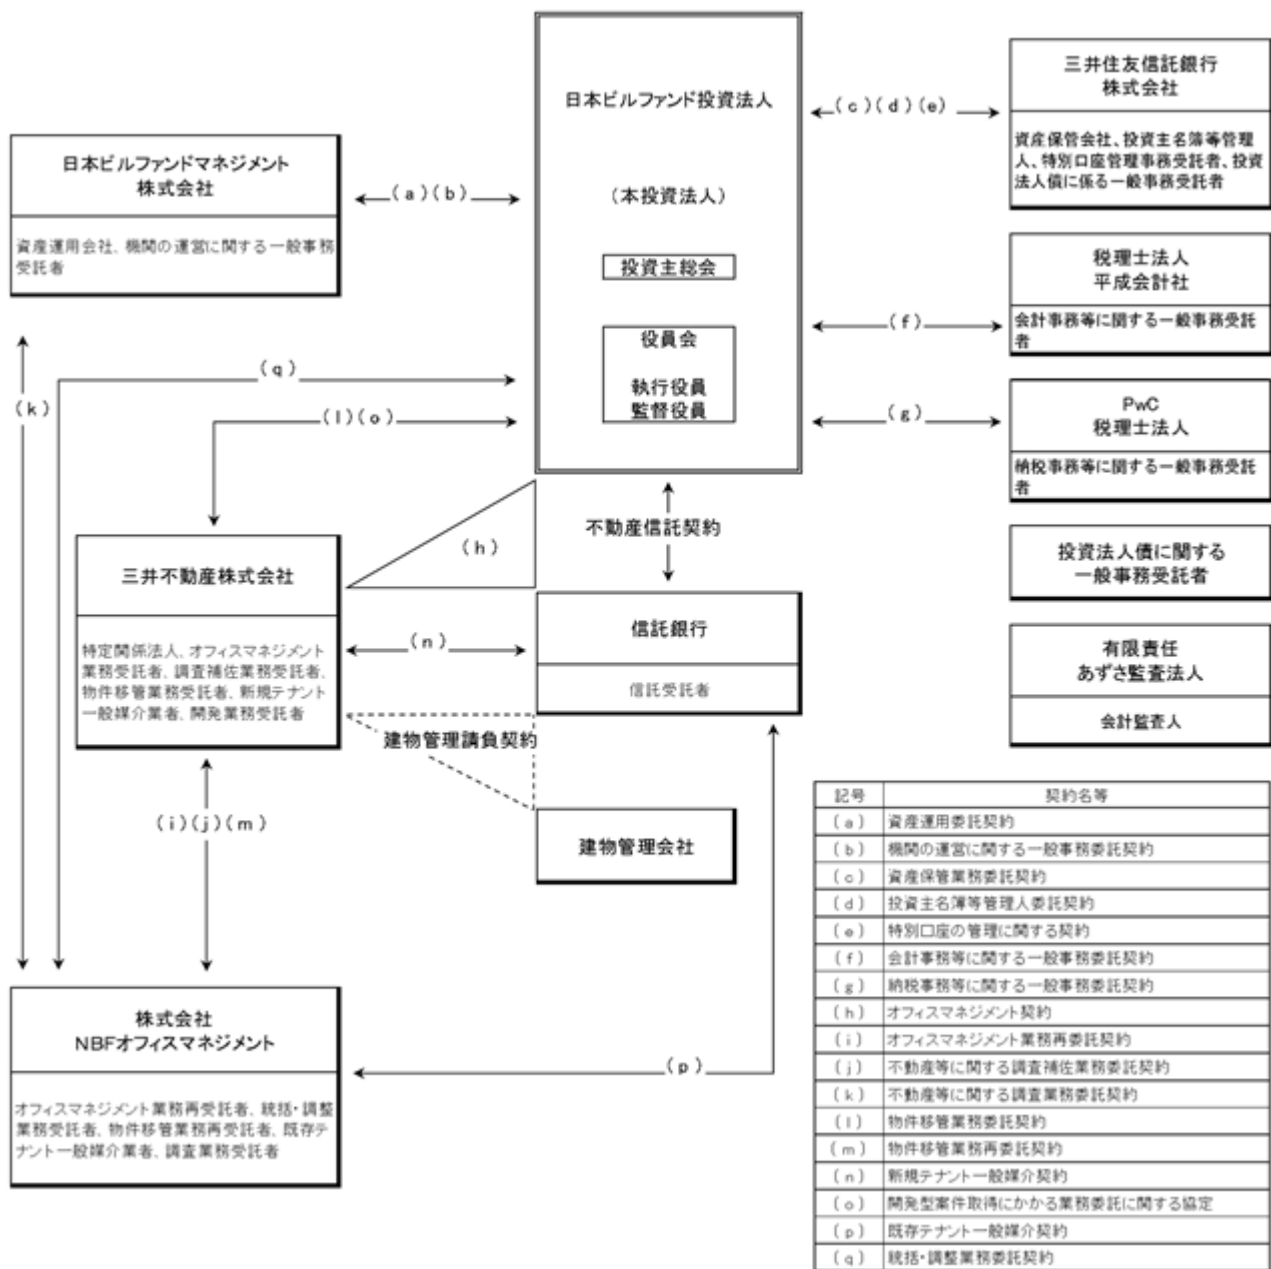 日本ビルファンド投資法人
(本投資法人)
投資主総会
役員会
執行役員
監督役員
日本ビルファンドマネジメント
株式会社
資産運用会社、機関の運営に関する一般事務
受託者
(a)(b)
(c)(d)(e)
三井住友信託銀行
株式会社
資産保管会社、投資主名簿等管理
人、特別口座管理事務受託者、投資
法人債に係る一般事務受託者
(f)
税理士法人
平成会計社
会計事務等に関する一般事務受託
者
(g)
PwC
税理士法人
納税事務等に関する一般事務受託
者
投資法人債に関する
一般事務受託者
有限責任
あずさ監査法人
会計監査人
(k)
(q)
(l)(o)
(h)
不動産信託契約
三井不動産株式会社
特定関係法人、オフィスマネジメント
業務受託者、調査補佐業務受託者、
物件移管業務受託者、新規テナント
一般媒介業者、開発業務受託者
(n)
信託銀行
信託受託者
建物管理請負契約
建物管理会社
(i)(j)(m)
(p)
株式会社
NBFオフィスマネジメント
オフィスマネジメント業務再受託者、統括・調整
業務受託者、物件移管業務再受託者、既存テ
ナント一般媒介業者、調査業務受託者
記号 契約名等
(a) 資産運用委託契約
(b) 機関の運営に関する一般事務委託契約
(c) 資産保管業務委託契約
(d) 投資主名簿等管理人委託契約
(e) 特別口座の管理に関する契約
(f) 会計事務等に関する一般事務委託契約
(g) 納税事務等に関する一般事務委託契約
(h) オフィスマネジメント契約
(i) オフィスマネジメント業務再委託契約
(j) 不動産等に関する調査補佐業務委託契約
(k) 不動産等に関する調査業務委託契約
(l) 物件移管業務委託契約
(m) 物件移管業務再委託契約
(n) 新規テナント一般媒介契約
(o) 開発型案件取得にかかる業務委託に関する協定
(p) 既存テナント一般媒介契約
(q) 統括・調整業務委託契約